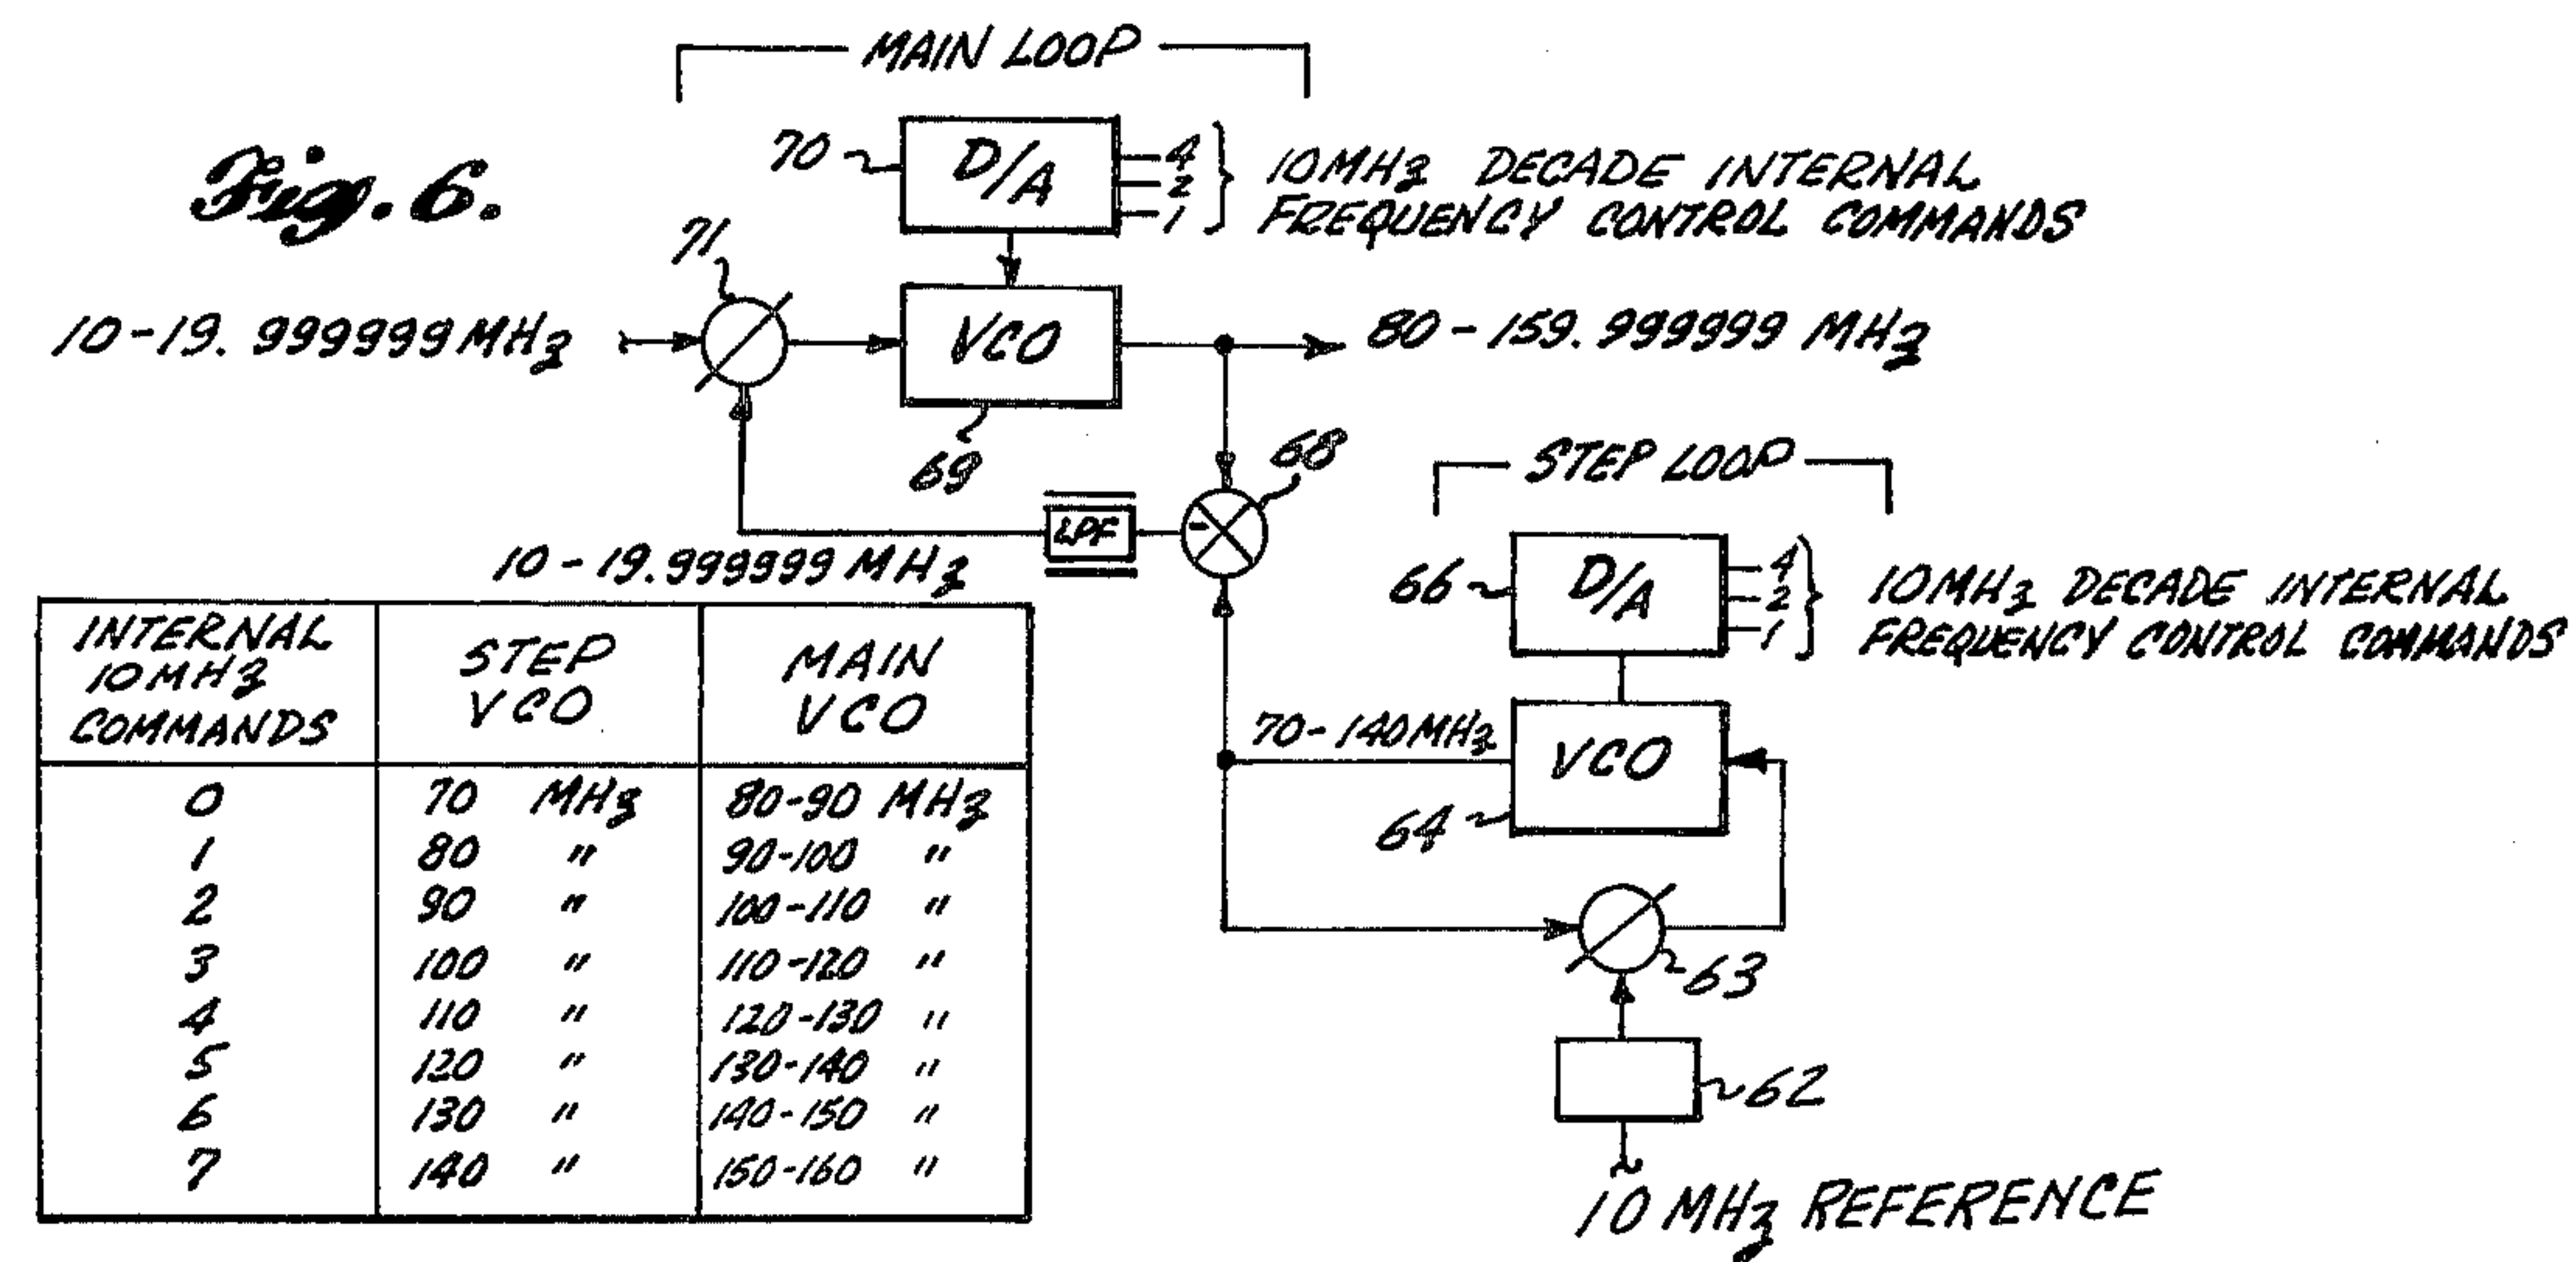 Fig. 6.
MAIN LOOP
70
D/A
4
2
1
10MHz DECADE INTERNAL
FREQUENCY CONTROL COMMANDS
71
10-19.999999MHz
VCO
80-159.999999 MHz
69
68
LPF
10-19.999999MHz
STEP LOOP
66
D/A
4
2
1
10MHz DECADE INTERNAL
FREQUENCY CONTROL COMMANDS
70-140MHz
VCO
64
63
62
10 MHz REFERENCE
INTERNAL 10MHz COMMANDS STEP VCO MAIN VCO
0 70 MHz 80-90 MHz
1 80 " 90-100 "
2 90 " 100-110 "
3 100 " 110-120 "
4 110 " 120-130 "
5 120 " 130-140 "
6 130 " 140-150 "
7 140 " 150-160 "